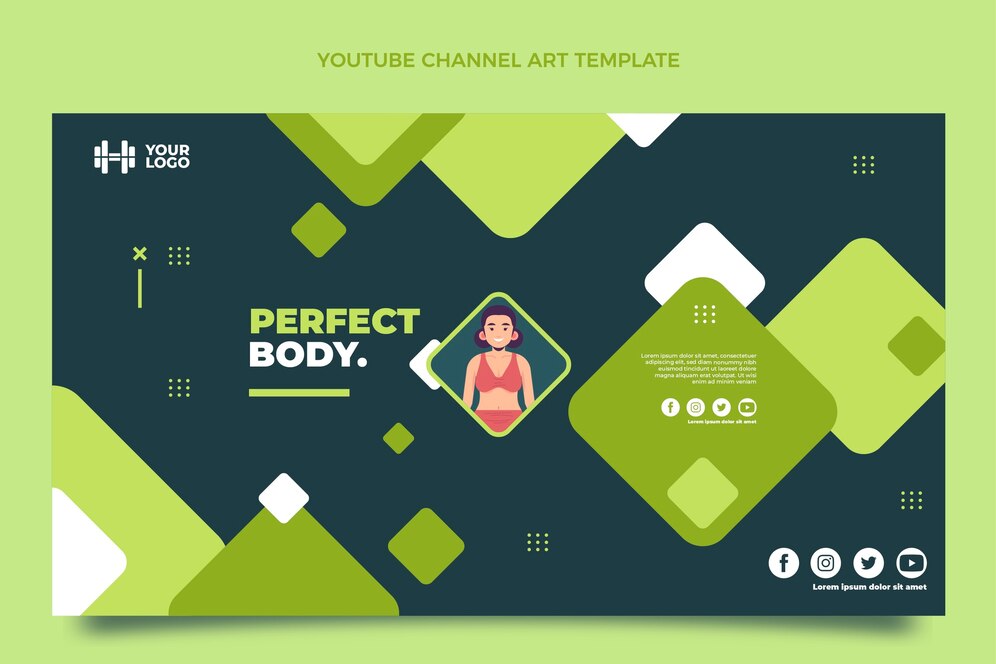 YOUTUBE CHANNEL ART TEMPLATE
YOUR
LOGO
PERFECT
BODY.
Lorem ipsum dolor sit amet, consectetuer
adipiscing elit, sed diam nonummy nibh
euismod tincidunt ut laoreet dolore
magna aliquam erat volutpat. Ut wisi
enim ad minim veniam
Lorem ipsum dolor sit amet
Lorem ipsum dolor sit amet